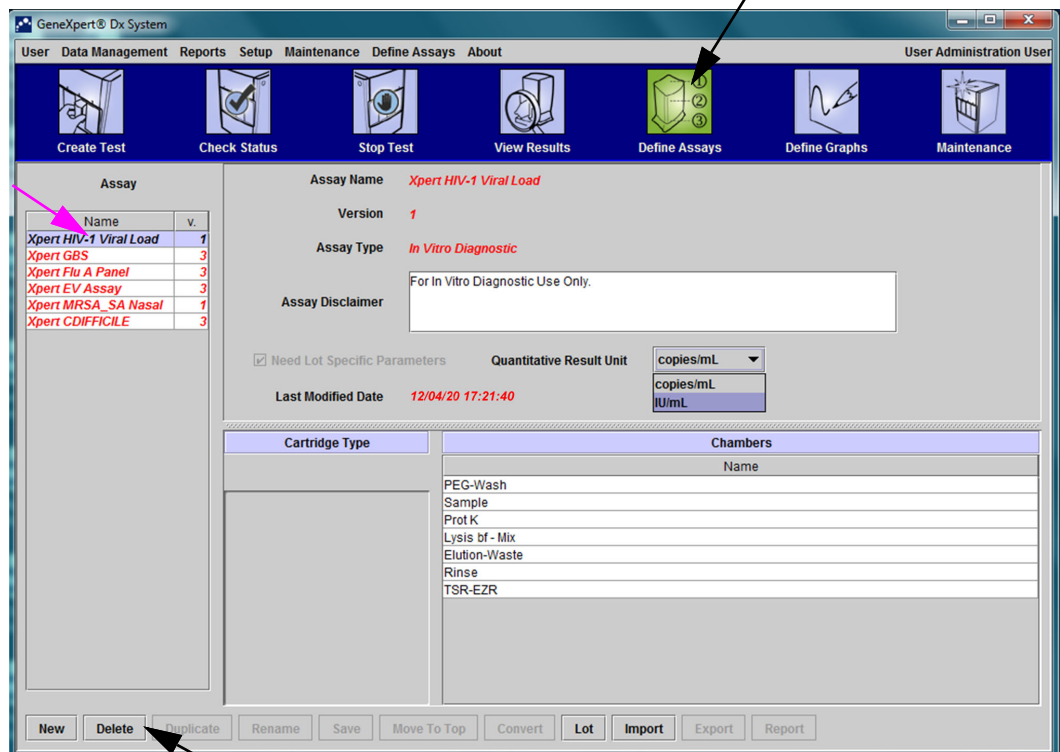 GeneXpert® Dx System
User Data Management Reports Setup Maintenance Define Assays About User Administration User
① ② ③
Create Test Check Status Stop Test View Results Define Assays Define Graphs Maintenance
Assay
Name v.
Xpert HIV-1 Viral Load 1
Xpert GBS 3
Xpert Flu A Panel 3
Xpert EV Assay 3
Xpert MRSA_SA Nasal 1
Xpert CDIFFICILE 3
Assay Name Xpert HIV-1 Viral Load
Version 1
Assay Type In Vitro Diagnostic
Assay Disclaimer For In Vitro Diagnostic Use Only.
Need Lot Specific Parameters Quantitative Result Unit copies/mL
copies/mL
IU/mL
Last Modified Date 12/04/20 17:21:40
Cartridge Type Chambers
Name
PEG-Wash
Sample
Prot K
Lysis bf - Mix
Elution-Waste
Rinse
TSR-EZR
New Delete Duplicate Rename Save Move To Top Convert Lot Import Export Report